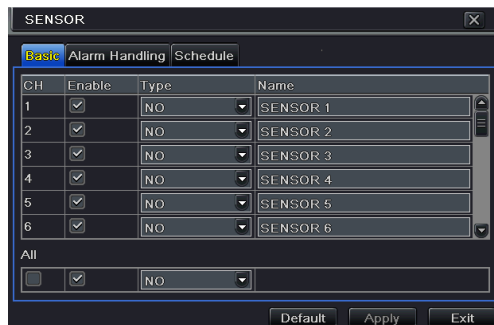 SENSOR
Basic Alarm Handling Schedule
CH Enable Type Name
1 NO SENSOR 1
2 NO SENSOR 2
3 NO SENSOR 3
4 NO SENSOR 4
5 NO SENSOR 5
6 NO SENSOR 6
All
NO
Default Apply Exit